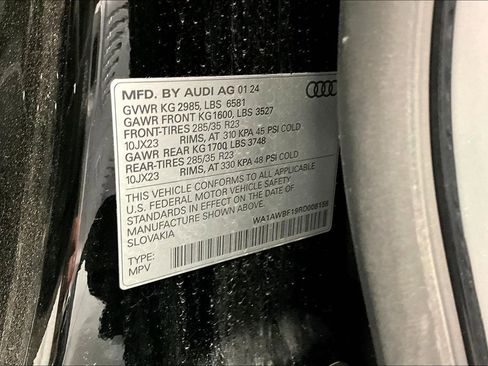 MFD. BY AUDI AG 01 24
GVWR KG 2985, LBS 6581
GAWR FRONT KG1600, LBS 3527
FRONT-TIRES 285/35 R23
10JX23 RIMS, AT 310 KPA 45 PSI COLD
GAWR REAR KG1700, LBS 3748
REAR-TIRES 285/35 R23
10JX23 RIMS, AT 330 KPA 48 PSI COLD
THIS VEHICLE CONFORMS TO ALL APPLICABLE
U.S. FEDERAL MOTOR VEHICLE SAFETY
STANDARDS IN EFFECT ON THE DATE OF
MANUFACTURE SHOWN ABOVE.
SLOVAKIA WA1AWBF19RD008158
TYPE:
MPV